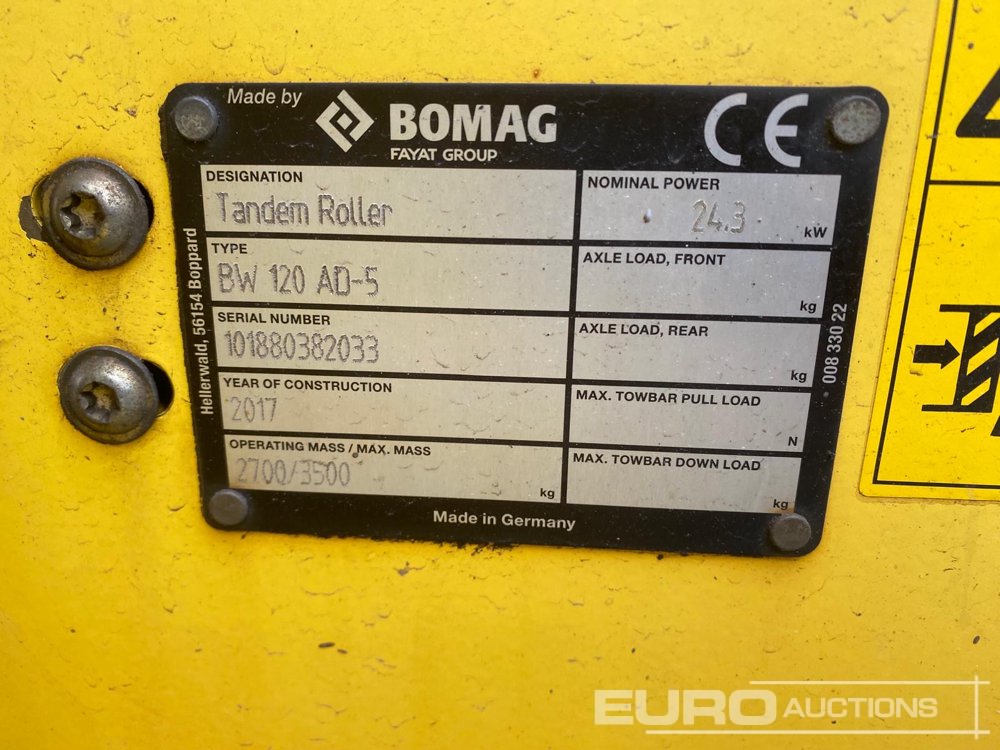 Made by
BOMAG
FAYAT GROUP
CE
DESIGNATION
Tandem Roller
NOMINAL POWER
24.3 kW
TYPE
BW 120 AD-5
AXLE LOAD, FRONT
kg
SERIAL NUMBER
101880382033
AXLE LOAD, REAR
kg
YEAR OF CONSTRUCTION
2017
MAX. TOWBAR PULL LOAD
N
OPERATING MASS / MAX. MASS
2700/3500 kg
MAX. TOWBAR DOWN LOAD
kg
Made in Germany
Hellerwald, 56154 Boppard
008 330 22
EURO AUCTIONS